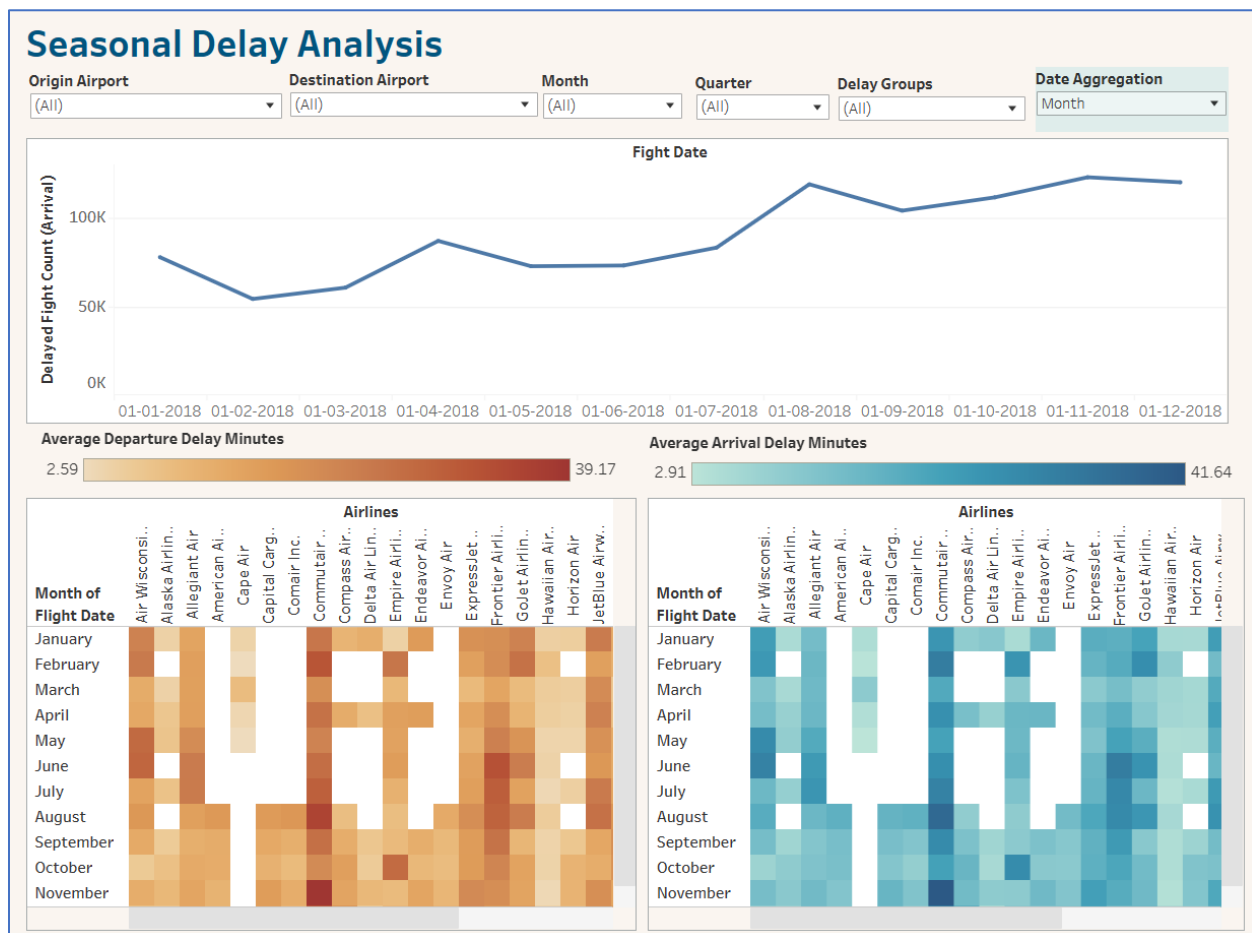 Seasonal Delay Analysis
Origin Airport
Destination Airport
Month
Quarter
Delay Groups
Date Aggregation
(All)
(All)
(All)
(All)
(All)
Month
Fight Date
Delayed Fight Count (Arrival)
100K
50K
0K
01-01-2018 01-02-2018 01-03-2018 01-04-2018 01-05-2018 01-06-2018 01-07-2018 01-08-2018 01-09-2018 01-10-2018 01-11-2018 01-12-2018
Average Departure Delay Minutes
2.59 39.17
Average Arrival Delay Minutes
2.91 41.64
Airlines
Month of
Flight Date
Air Wisconsi..
Alaska Airlin..
Allegiant Air
American Ai..
Cape Air
Capital Carg..
Comair Inc.
Commutair ..
Compass Air..
Delta Air Lin..
Empire Airli..
Endeavor Ai..
Envoy Air
ExpressJet ..
Frontier Airli..
GoJet Airlin..
Hawaiian Air..
Horizon Air
JetBlue Airw..
January
February
March
April
May
June
July
August
September
October
November
Airlines
Month of
Flight Date
Air Wisconsi..
Alaska Airlin..
Allegiant Air
American Ai..
Cape Air
Capital Carg..
Comair Inc.
Commutair ..
Compass Air..
Delta Air Lin..
Empire Airli..
Endeavor Ai..
Envoy Air
ExpressJet ..
Frontier Airli..
GoJet Airlin..
Hawaiian Air..
Horizon Air
JetBlue Airw
January
February
March
April
May
June
July
August
September
October
November